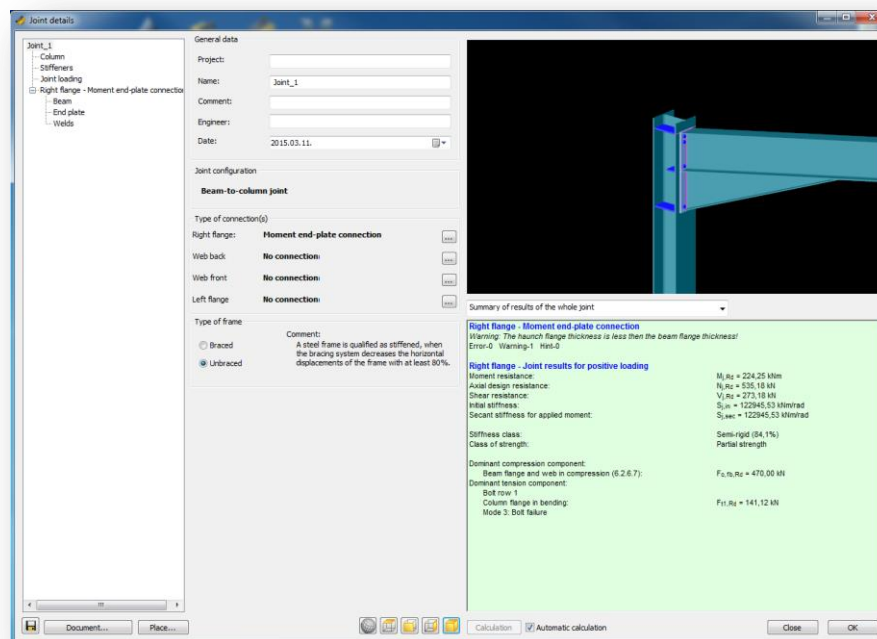 Joint details
Joint_1
Column
Stiffeners
Joint loading
Right flange - Moment end-plate connectio
Beam
End plate
Welds
General data
Project:
Name: Joint_1
Comment:
Engineer:
Date: 2015.03.11.
Joint configuration
Beam-to-column joint
Type of connection(s)
Right flange: Moment end-plate connection ...
Web back No connection: ...
Web front No connection: ...
Left flange No connection: ...
Type of frame
Braced
Unbraced
Comment:
A steel frame is qualified as stiffened, when
the bracing system decreases the horizontal
displacements of the frame with at least 80%.
Summary of results of the whole joint
Right flange - Moment end-plate connection
Warning: The haunch flange thickness is less then the beam flange thickness!
Error-0 Warning-1 Hint-0
Right flange - Joint results for positive loading
Moment resistance: Mj,Rd = 224,25 kNm
Axial design resistance: Nj,Rd = 535,18 kN
Shear resistance: Vj,Rd = 273,18 kN
Initial stiffness: Sj,ini = 122945,53 kNm/rad
Secant stiffness for applied moment: Sj,sec = 122945,53 kNm/rad
Stiffness class: Semi-rigid (84,1%)
Class of strength: Partial strength
Dominant compression component:
Beam flange and web in compression (6.2.6.7): Fc,fb,Rd = 470,00 kN
Dominant tension component:
Bolt row 1
Column flange in bending: Ft1,Rd = 141,12 kN
Mode 3: Bolt failure
Document... Place... Calculation Automatic calculation Close OK